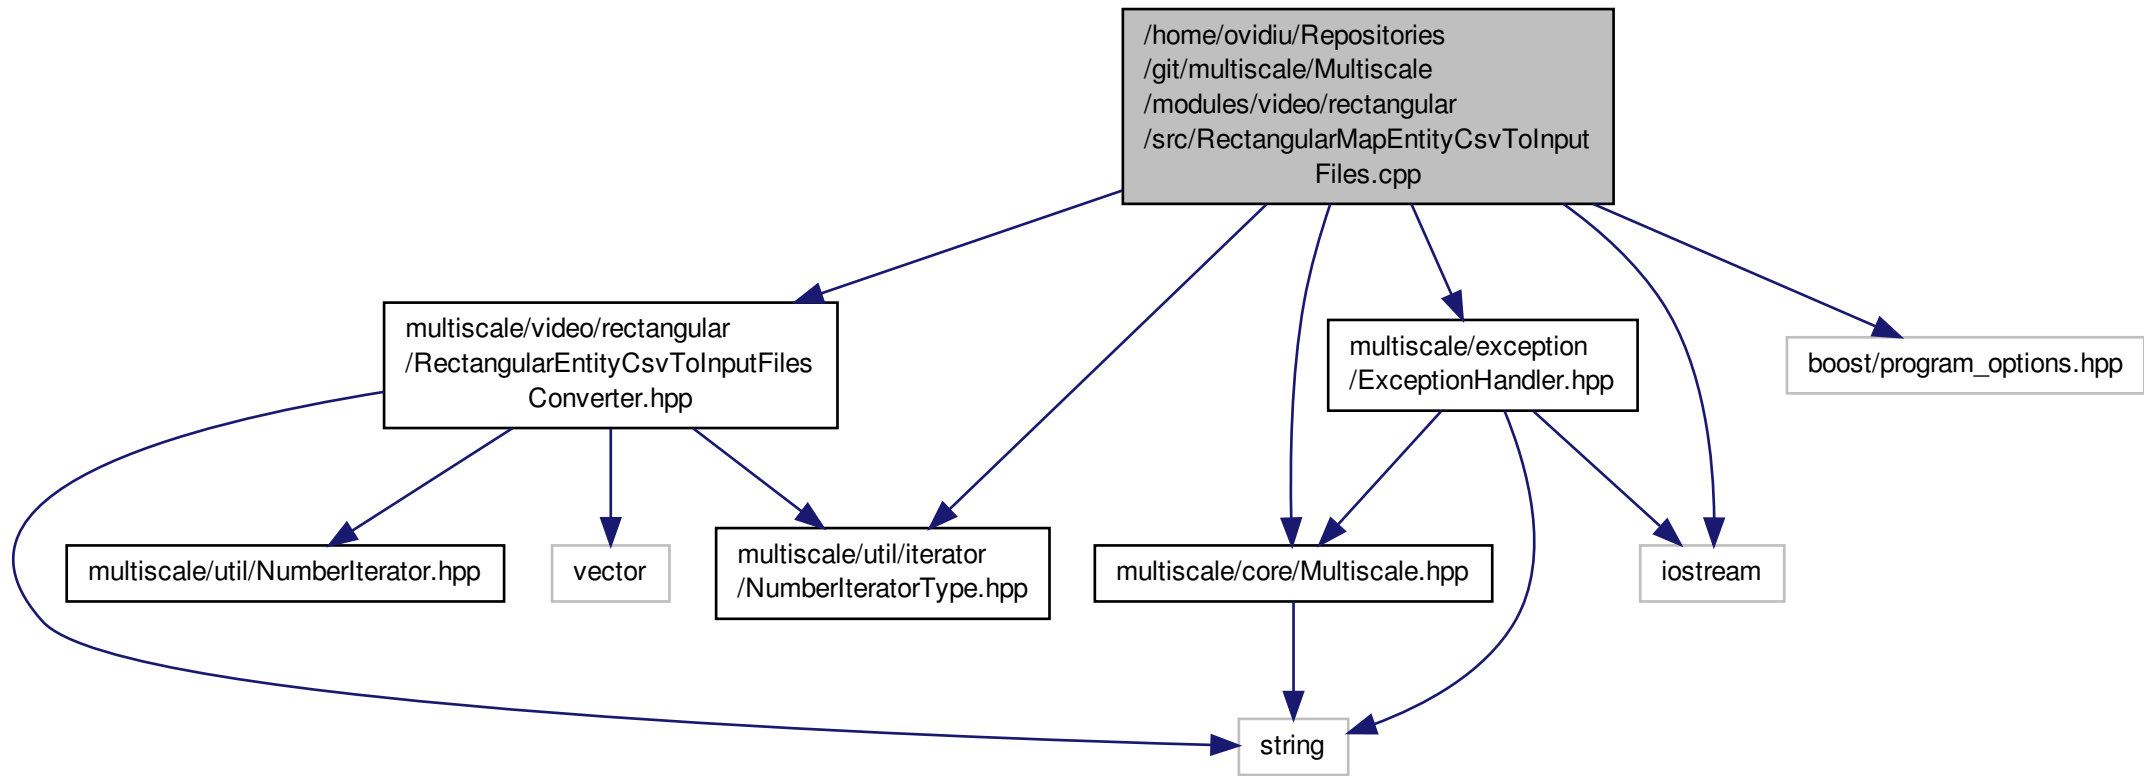 /home/ovidiu/Repositories
/git/multiscale/Multiscale
/modules/video/rectangular
/src/RectangularMapEntityCsvToInput
Files.cpp
multiscale/video/rectangular
/RectangularEntityCsvToInputFiles
Converter.hpp
multiscale/exception
/ExceptionHandler.hpp
boost/program_options.hpp
multiscale/util/NumberIterator.hpp
vector
multiscale/util/iterator
/NumberIteratorType.hpp
multiscale/core/Multiscale.hpp
iostream
string